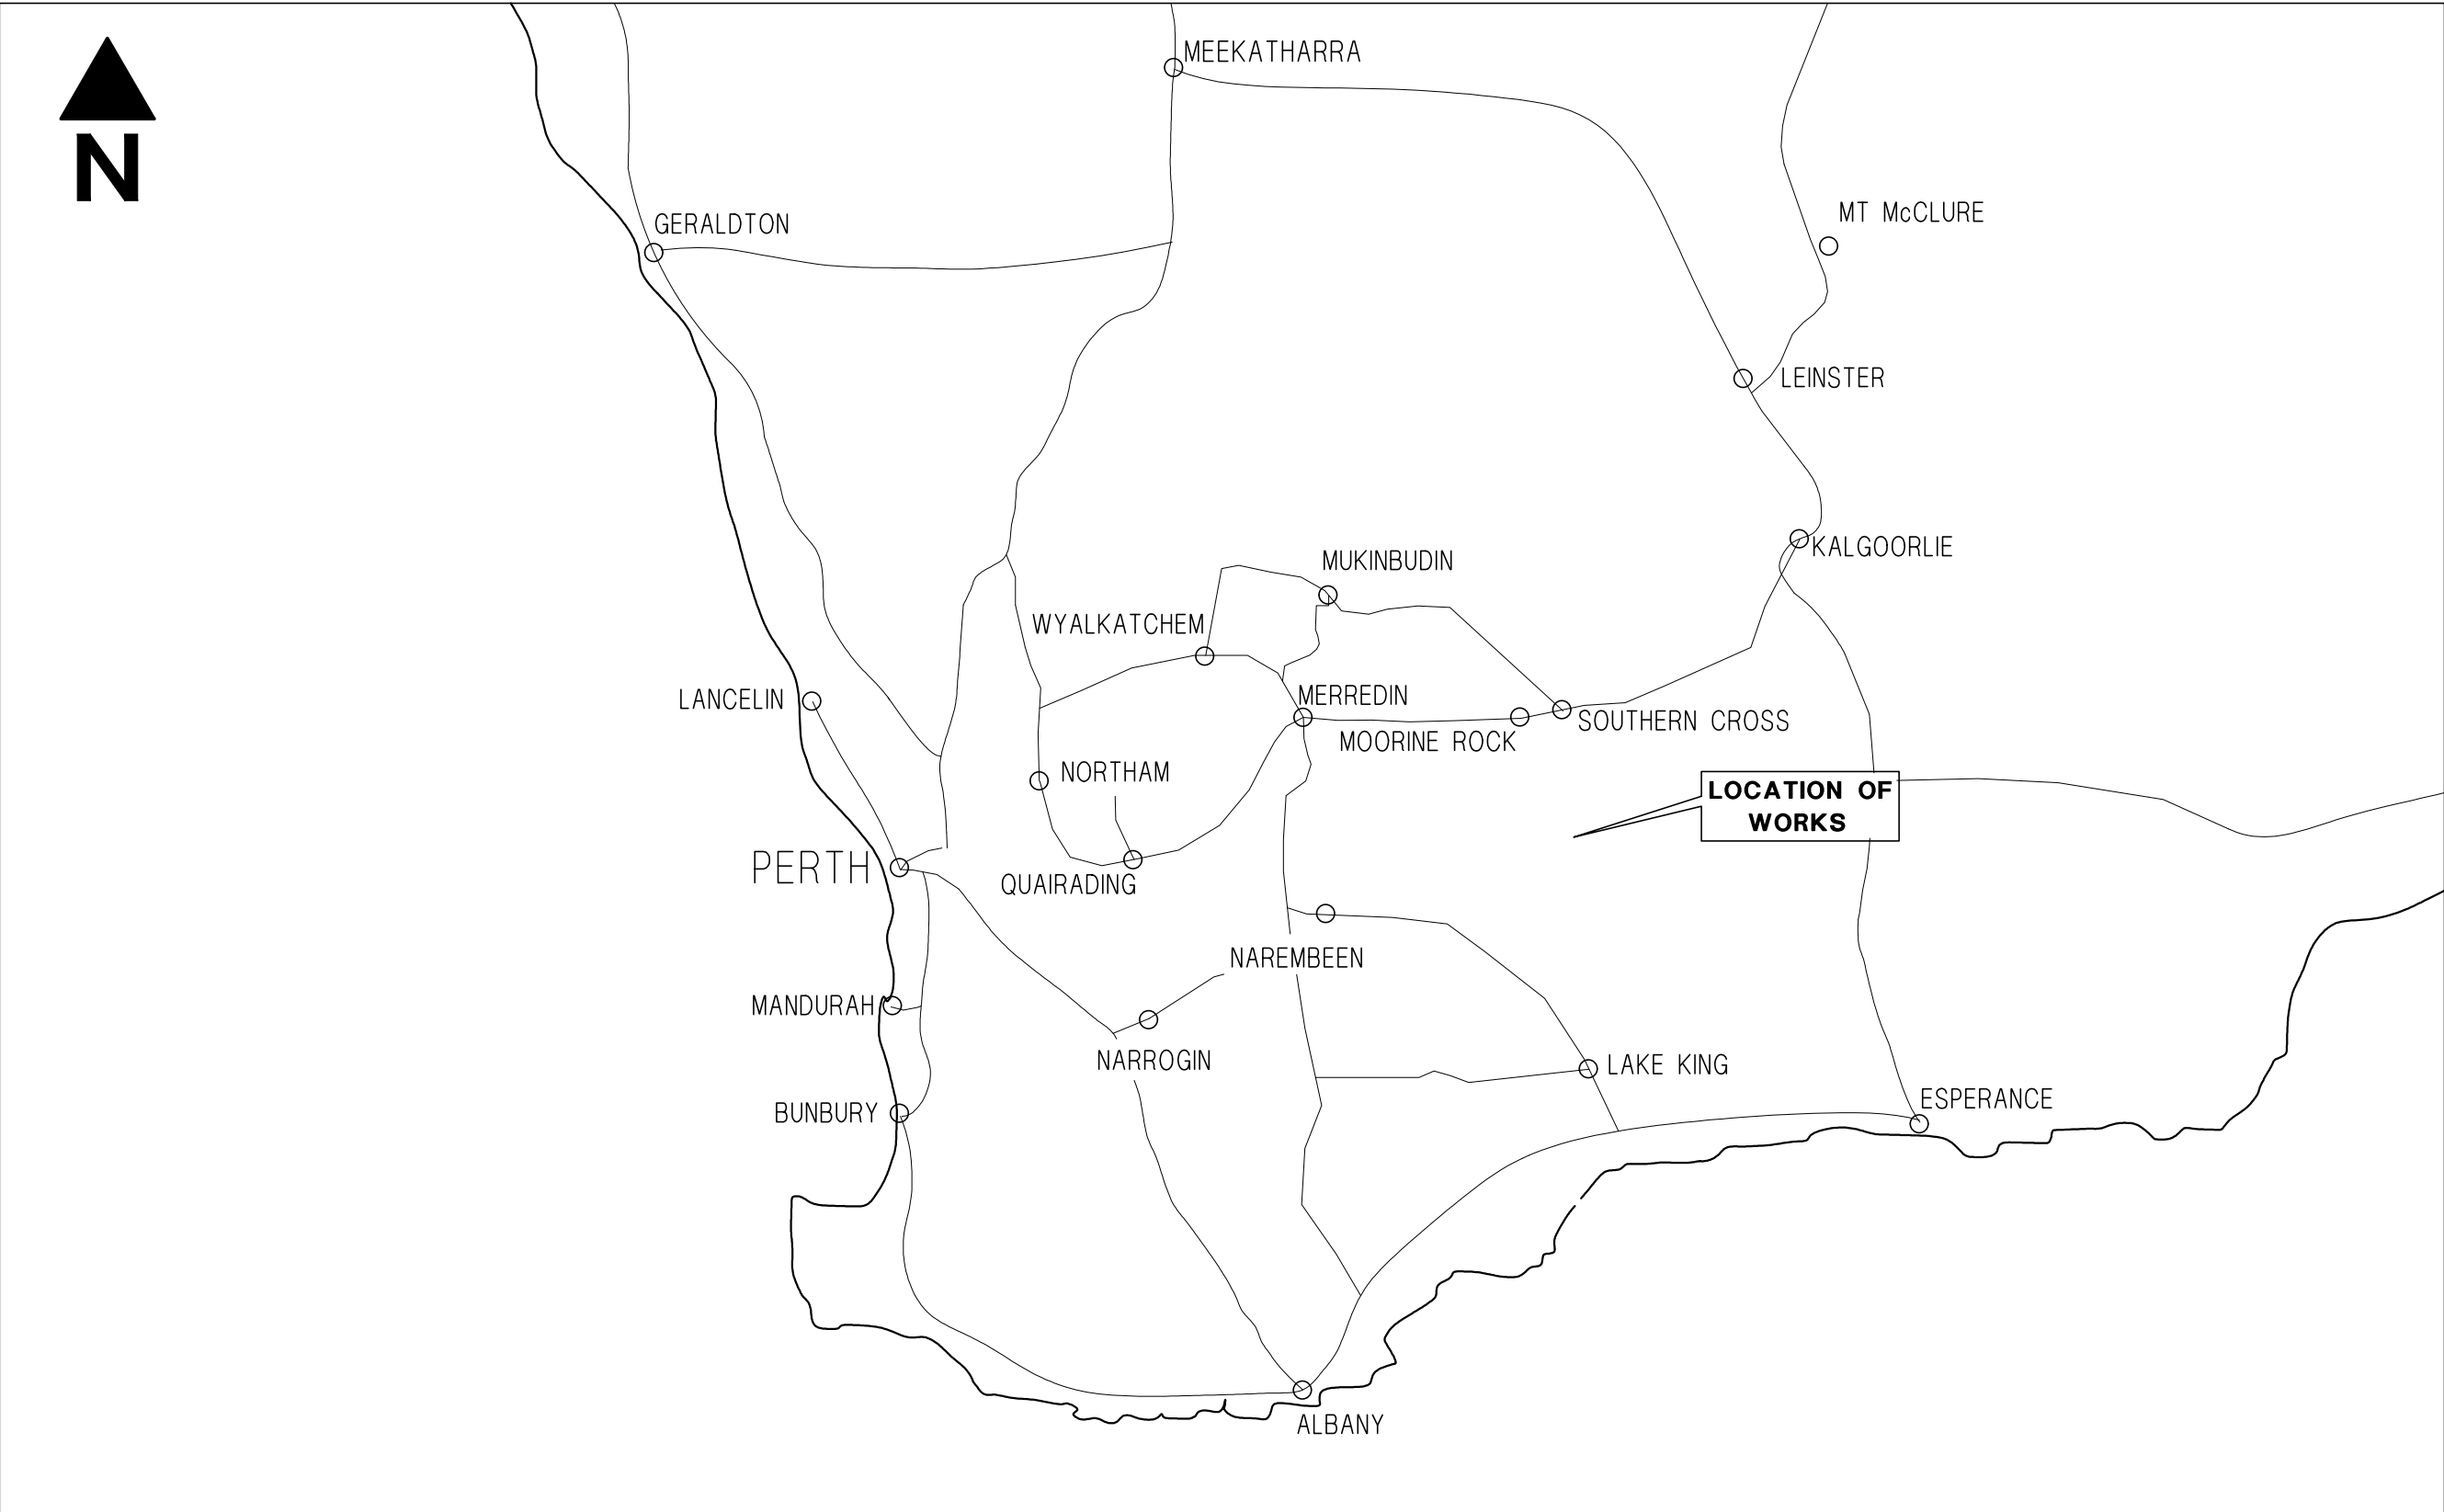 MEEKATHARRA
N
MT McCLURE
GERALDTON
LEINSTER
KALGOORLIE
MUKINBUDIN
WYALKATCHEM
LANCELIN
MERREDIN
SOUTHERN CROSS
MOORINE ROCK
NORTHAM
LOCATION OF
WORKS
PERTH
QUAIRADING
NAREMBEEN
MANDURAH
NARROGIN
LAKE KING
ESPERANCE
BUNBURY
ALBANY